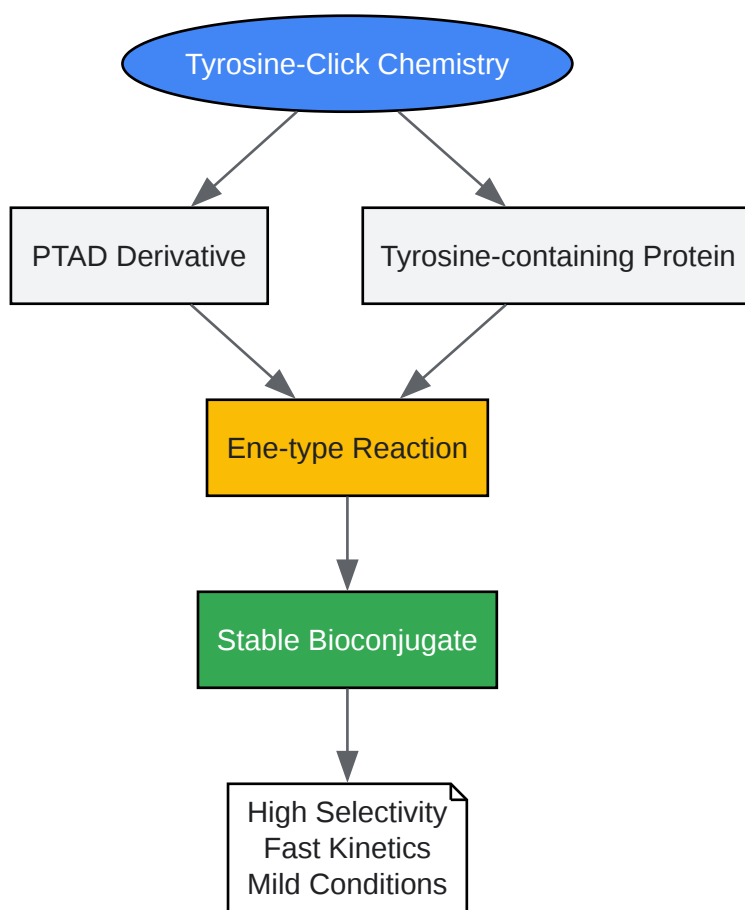 Tyrosine-Click Chemistry
PTAD Derivative
Tyrosine-containing Protein
Ene-type Reaction
Stable Bioconjugate
High Selectivity
Fast Kinetics
Mild Conditions